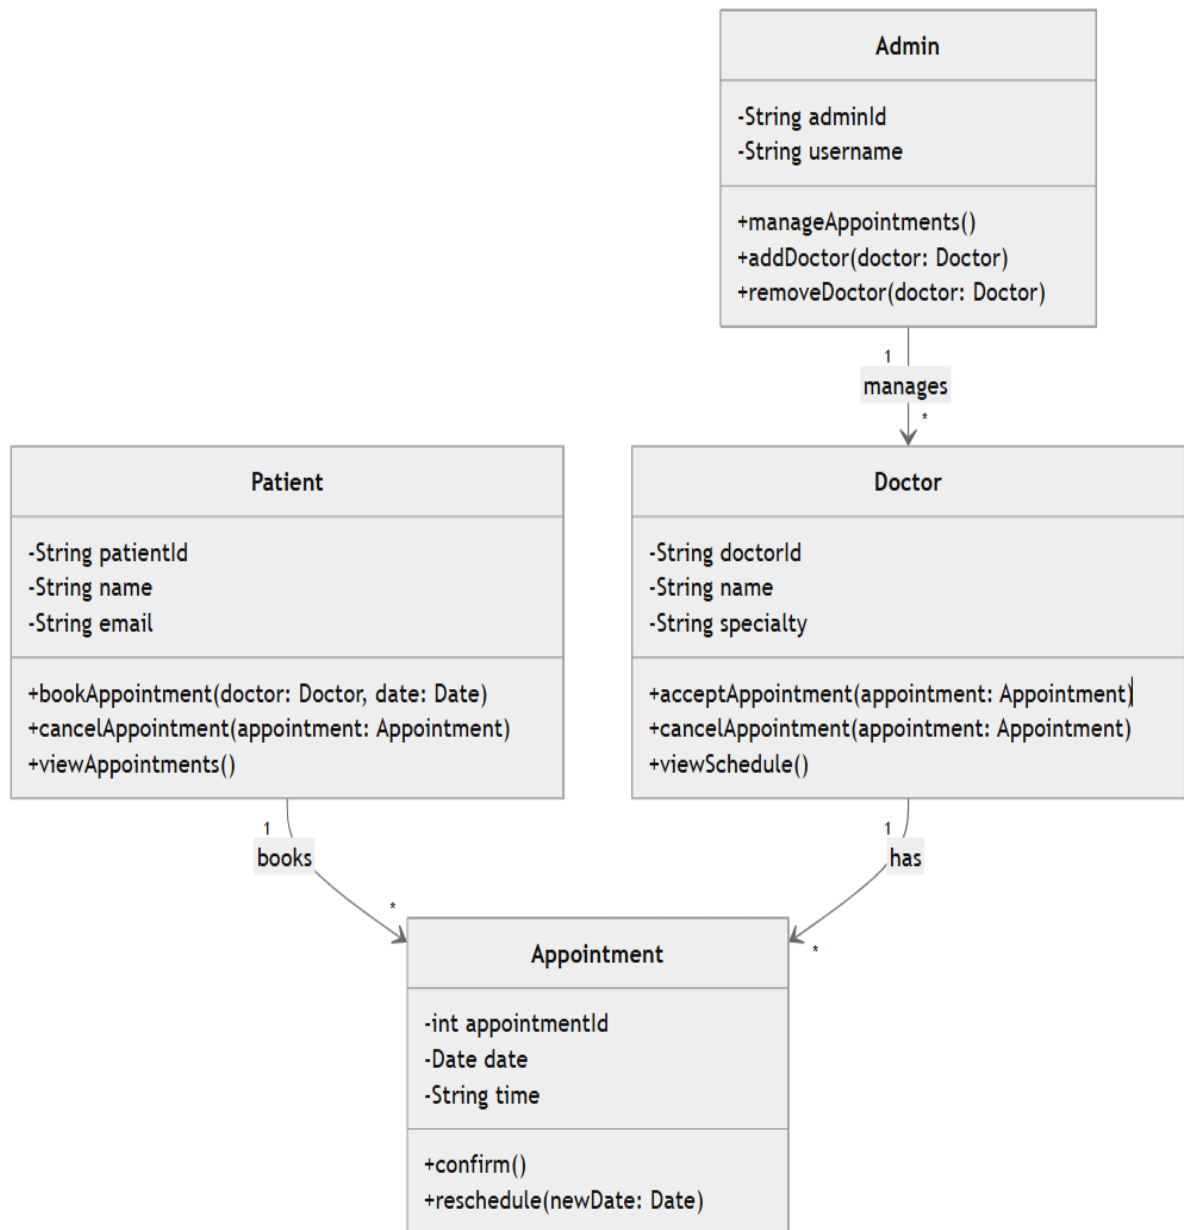 Admin
-String adminId
-String username
+manageAppointments()
+addDoctor(doctor: Doctor)
+removeDoctor(doctor: Doctor)
1
manages
*
Patient
-String patientId
-String name
-String email
+bookAppointment(doctor: Doctor, date: Date)
+cancelAppointment(appointment: Appointment)
+viewAppointments()
Doctor
-String doctorId
-String name
-String specialty
+acceptAppointment(appointment: Appointment)
+cancelAppointment(appointment: Appointment)
+viewSchedule()
1
books
*
1
has
*
Appointment
-int appointmentId
-Date date
-String time
+confirm()
+reschedule(newDate: Date)